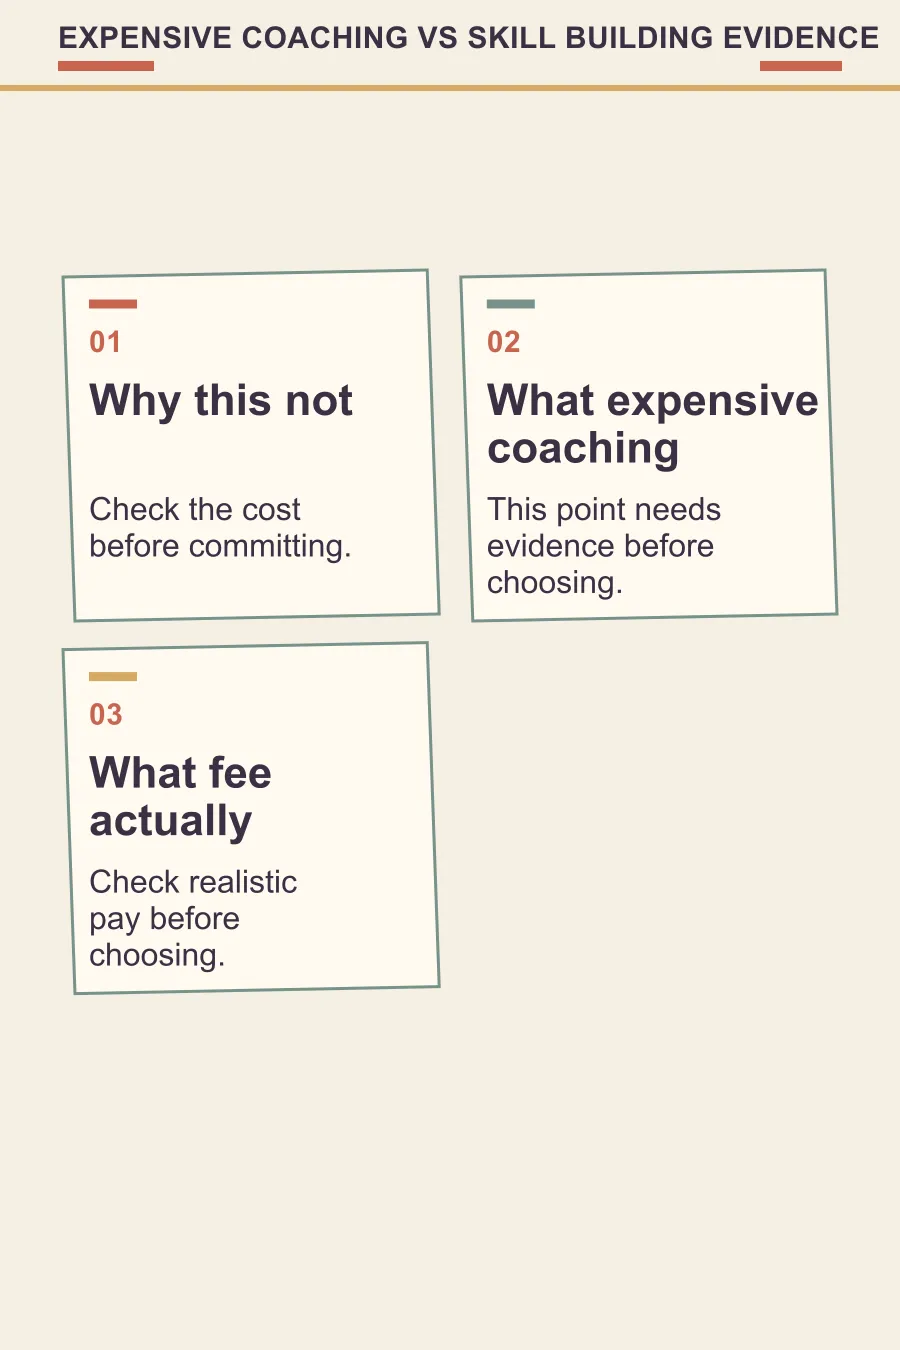 EXPENSIVE COACHING VS SKILL BUILDING EVIDENCE
01
Why this not
Check the cost
before committing.
02
What expensive
coaching
This point needs
evidence before
choosing.
03
What fee
actually
Check realistic
pay before
choosing.